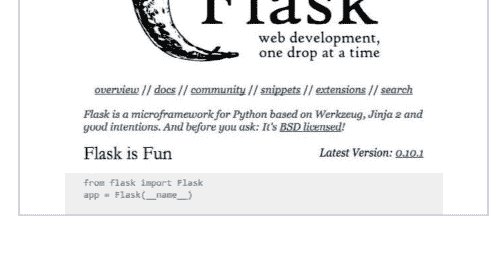 Flask
web development,
one drop at a time
overview // docs // community // snippets // extensions // search
Flask is a microframework for Python based on Werkzeug, Jinja 2 and
good intentions. And before you ask: It's BSD licensed!
Flask is Fun Latest Version: 0.10.1
from flask import Flask
app = Flask(__name__)